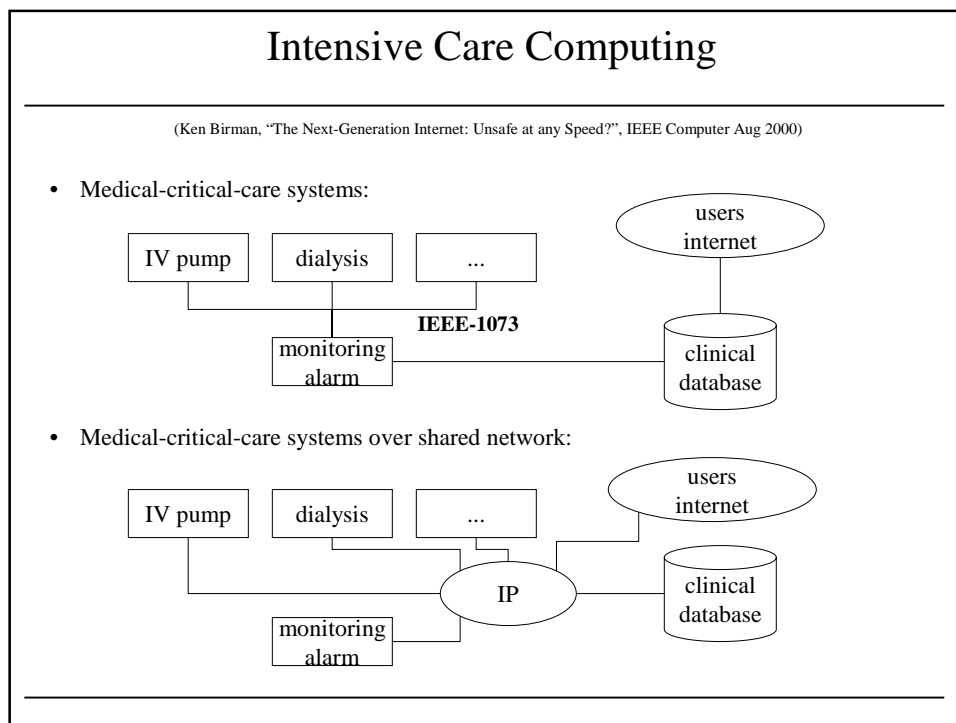 Intensive Care Computing
(Ken Birman, “The Next-Generation Internet: Unsafe at any Speed?”, IEEE Computer Aug 2000)
• Medical-critical-care systems:
users
internet
IV pump
dialysis
...
IEEE-1073
monitoring
alarm
clinical
database
• Medical-critical-care systems over shared network:
users
internet
IV pump
dialysis
...
IP
clinical
database
monitoring
alarm